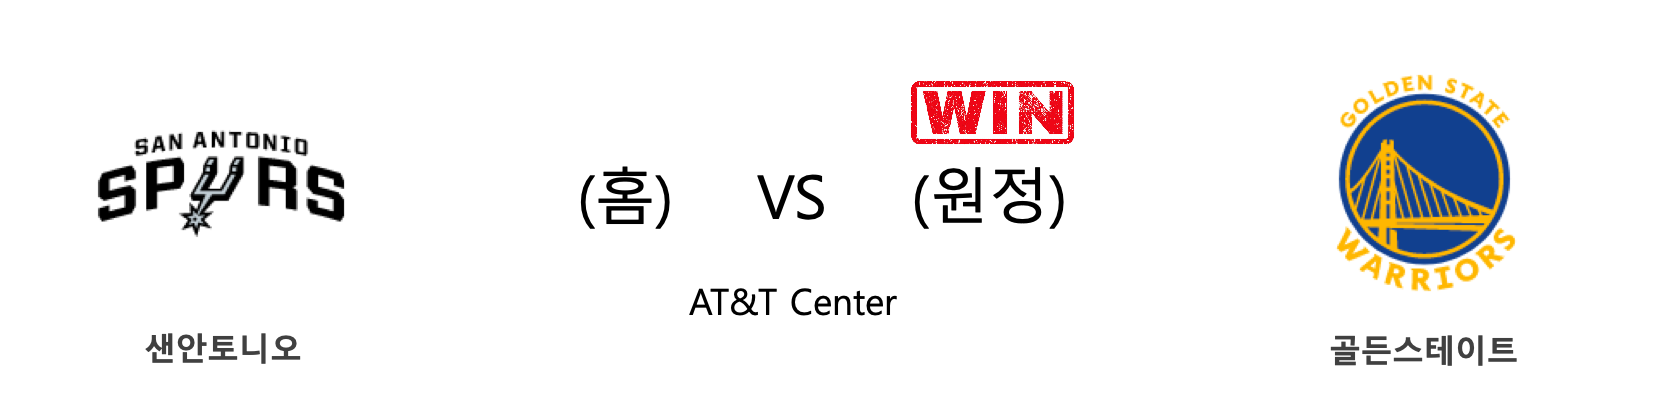 SAN ANTONIO
SPURS
샌안토니오
(홈) VS (원정)
WIN
AT&T Center
GOLDEN STATE
WARRIORS
골든스테이트